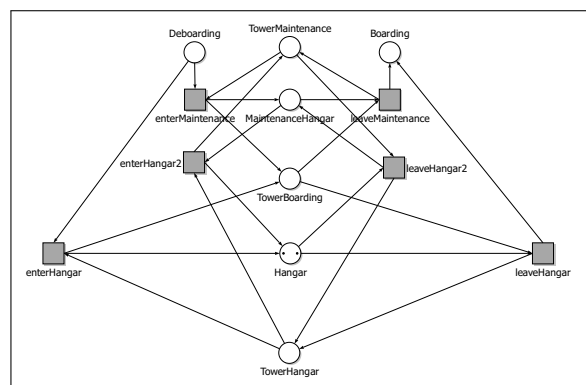 Deboarding
TowerMaintenance
Boarding
enterMaintenance
MaintenanceHangar
leaveMaintenance
enterHangar2
leaveHangar2
TowerBoarding
enterHangar
Hangar
leaveHangar
TowerHangar